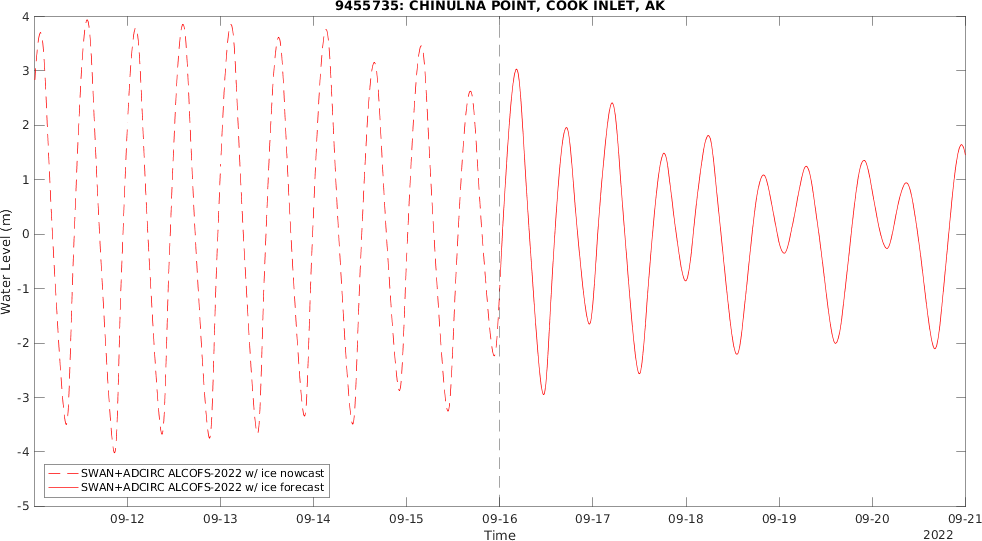 9455735: CHINULNA POINT, COOK INLET, AK
4
3
2
1
0
-1
-2
-3
-4
-5
Water Level (m)
SWAN+ADCIRC ALCOFS-2022 w/ ice nowcast
SWAN+ADCIRC ALCOFS-2022 w/ ice forecast
09-12 09-13 09-14 09-15 09-16 09-17 09-18 09-19 09-20 09-21
Time
2022